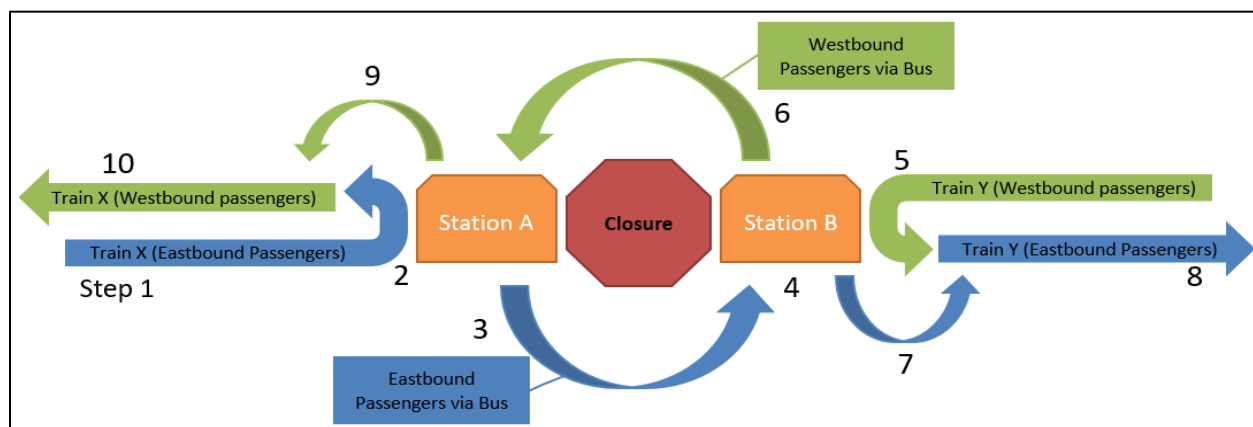 Westbound
Passengers via Bus
9
6
10
5
Train X (Westbound passengers)
Train Y (Westbound passengers)
Station A
Closure
Station B
Train X (Eastbound Passengers)
Train Y (Eastbound Passengers)
Step 1
2
4
8
3
7
Eastbound
Passengers via Bus